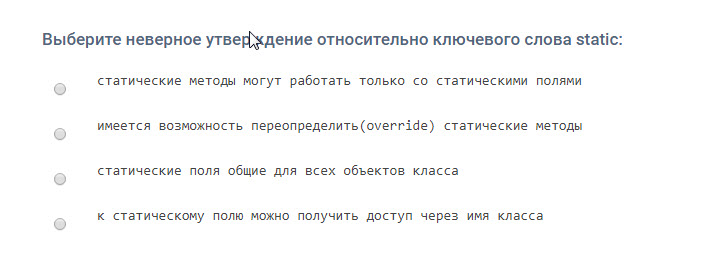 Выберите неверное утверждение относительно ключевого слова static:
статические методы могут работать только со статическими полями
имеется возможность переопределить(override) статические методы
статические поля общие для всех объектов класса
к статическому полю можно получить доступ через имя класса